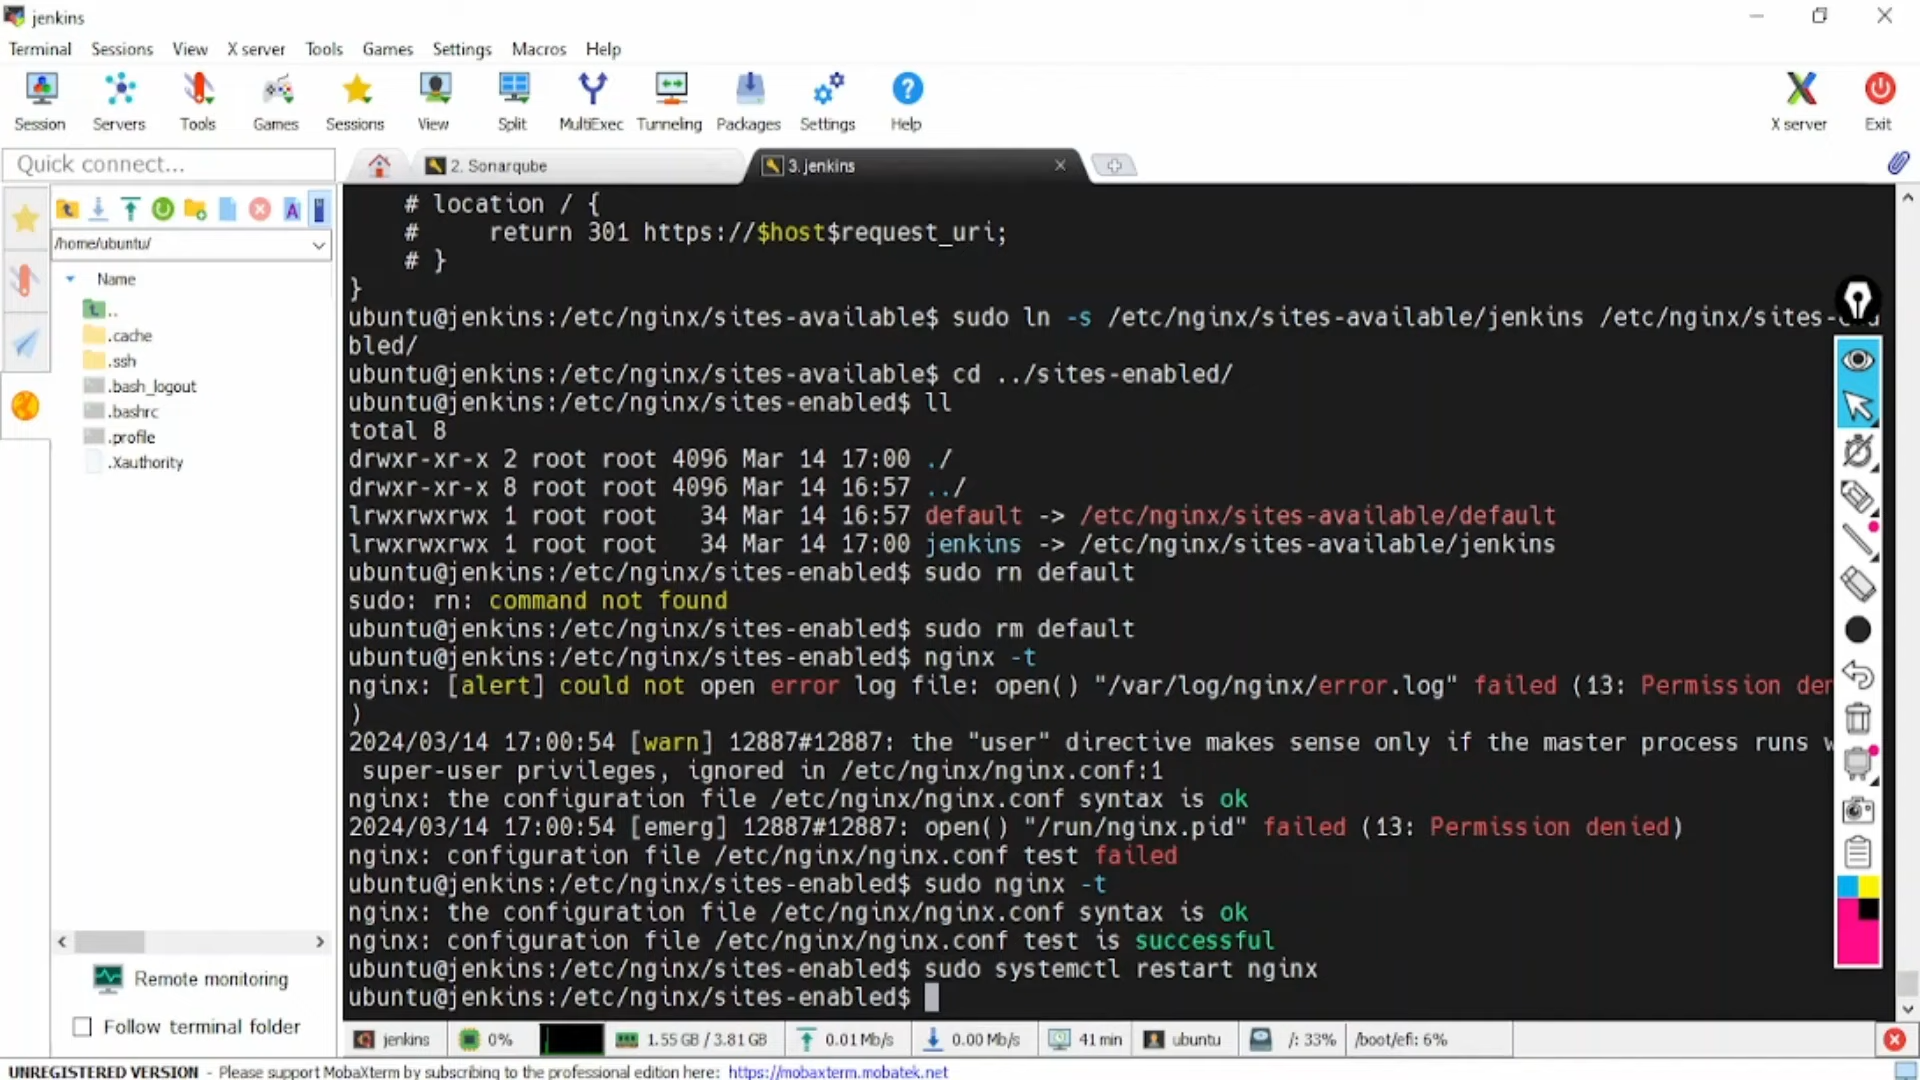 jenkins
Terminal Sessions View X server Tools Games Settings Macros Help
Session Servers Tools Games Sessions View Split MultiExec Tunneling Packages Settings Help X server Exit
Quick connect...
2. Sonarqube
3. jenkins
/home/ubuntu/
Name
..
.cache
.ssh
.bash_logout
.bashrc
.profile
.Xauthority
Remote monitoring
Follow terminal folder
# location / {
#     return 301 https://$host$request_uri;
# }
}
ubuntu@jenkins:/etc/nginx/sites-available$ sudo ln -s /etc/nginx/sites-available/jenkins /etc/nginx/sites-
bled/
ubuntu@jenkins:/etc/nginx/sites-available$ cd ../sites-enabled/
ubuntu@jenkins:/etc/nginx/sites-enabled$ ll
total 8
drwxr-xr-x 2 root root 4096 Mar 14 17:00 ./
drwxr-xr-x 8 root root 4096 Mar 14 16:57 ../
lrwxrwxrwx 1 root root   34 Mar 14 16:57 default -> /etc/nginx/sites-available/default
lrwxrwxrwx 1 root root   34 Mar 14 17:00 jenkins -> /etc/nginx/sites-available/jenkins
ubuntu@jenkins:/etc/nginx/sites-enabled$ sudo rn default
sudo: rn: command not found
ubuntu@jenkins:/etc/nginx/sites-enabled$ sudo rm default
ubuntu@jenkins:/etc/nginx/sites-enabled$ nginx -t
nginx: [alert] could not open error log file: open() "/var/log/nginx/error.log" failed (13: Permission den
)
2024/03/14 17:00:54 [warn] 12887#12887: the "user" directive makes sense only if the master process runs
super-user privileges, ignored in /etc/nginx/nginx.conf:1
nginx: the configuration file /etc/nginx/nginx.conf syntax is ok
2024/03/14 17:00:54 [emerg] 12887#12887: open() "/run/nginx.pid" failed (13: Permission denied)
nginx: configuration file /etc/nginx/nginx.conf test failed
ubuntu@jenkins:/etc/nginx/sites-enabled$ sudo nginx -t
nginx: the configuration file /etc/nginx/nginx.conf syntax is ok
nginx: configuration file /etc/nginx/nginx.conf test is successful
ubuntu@jenkins:/etc/nginx/sites-enabled$ sudo systemctl restart nginx
ubuntu@jenkins:/etc/nginx/sites-enabled$
jenkins 0% 1.55 GB / 3.81 GB 0.01 Mb/s 0.00 Mb/s 41 min ubuntu /: 33% /boot/efi: 6%
UNREGISTERED VERSION - Please support MobaXterm by subscribing to the professional edition here: https://mobaxterm.mobatek.net